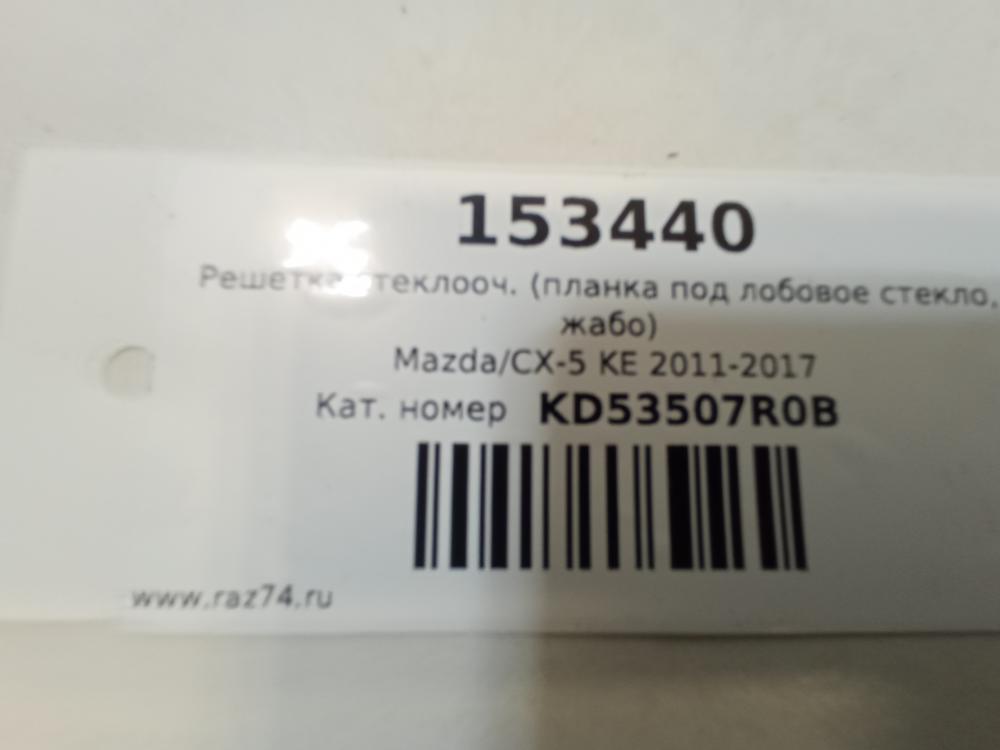 153440
Решетка стеклооч. (планка под лобовое стекло,
жабо)
Mazda/CX-5 KE 2011-2017
Кат. номер KD53507R0B
www.raz74.ru